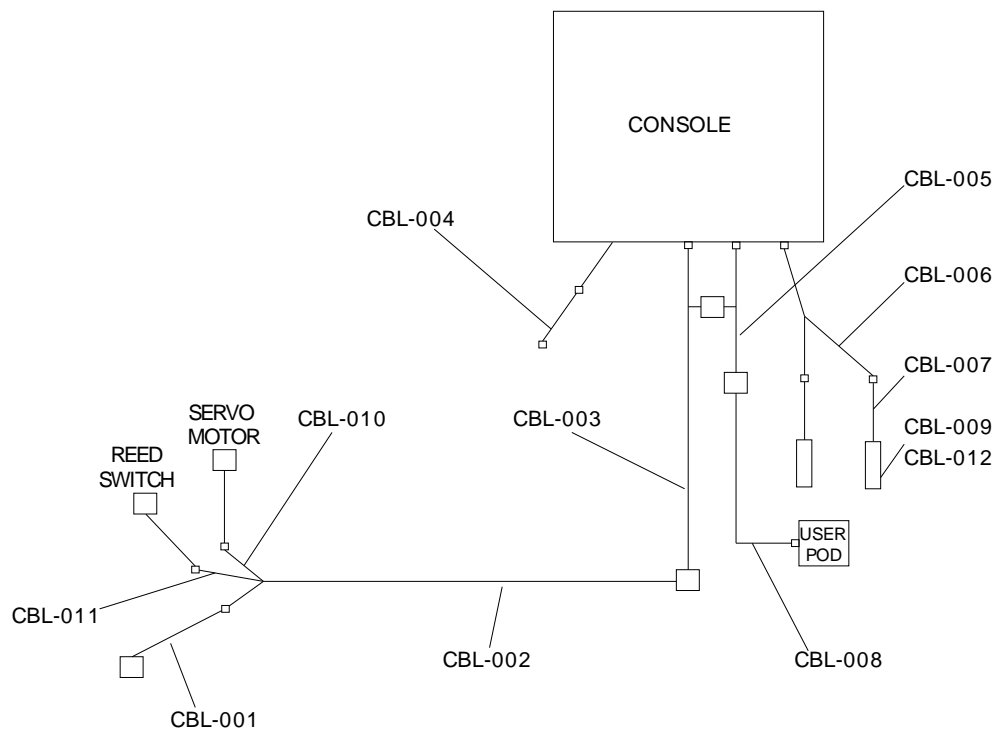 CONSOLE
CBL-005
CBL-004
CBL-006
CBL-007
SERVO
MOTOR
CBL-010
CBL-003
CBL-009
CBL-012
REED
SWITCH
USER
POD
CBL-011
CBL-002
CBL-008
CBL-001